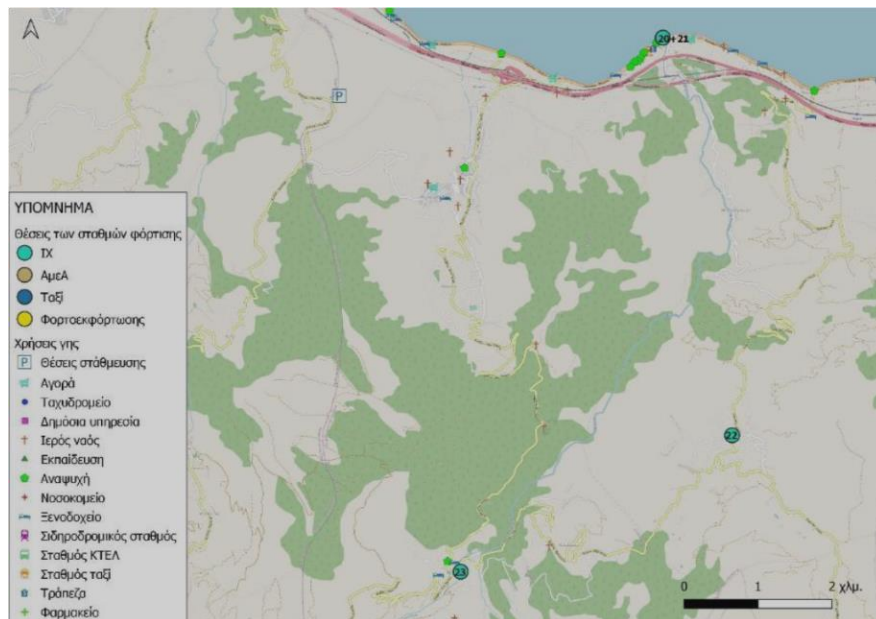 20+21
P
ΥΠΟΜΝΗΜΑ
Θέσεις των σταθμών φόρτισης
ΙΧ
ΑμεΑ
Ταξί
Φορτοεκφόρτωσης
Χρήσεις γης
P Θέσεις στάθμευσης
Αγορά
Ταχυδρομείο
Δημόσια υπηρεσία
Ιερός ναός
Εκπαίδευση
Αναψυχή
Νοσοκομείο
Ξενοδοχείο
Σιδηροδρομικός σταθμός
Σταθμός ΚΤΕΛ
Σταθμός ταξί
Τράπεζα
Φαρμακείο
22
23
0 1 2 χλμ.